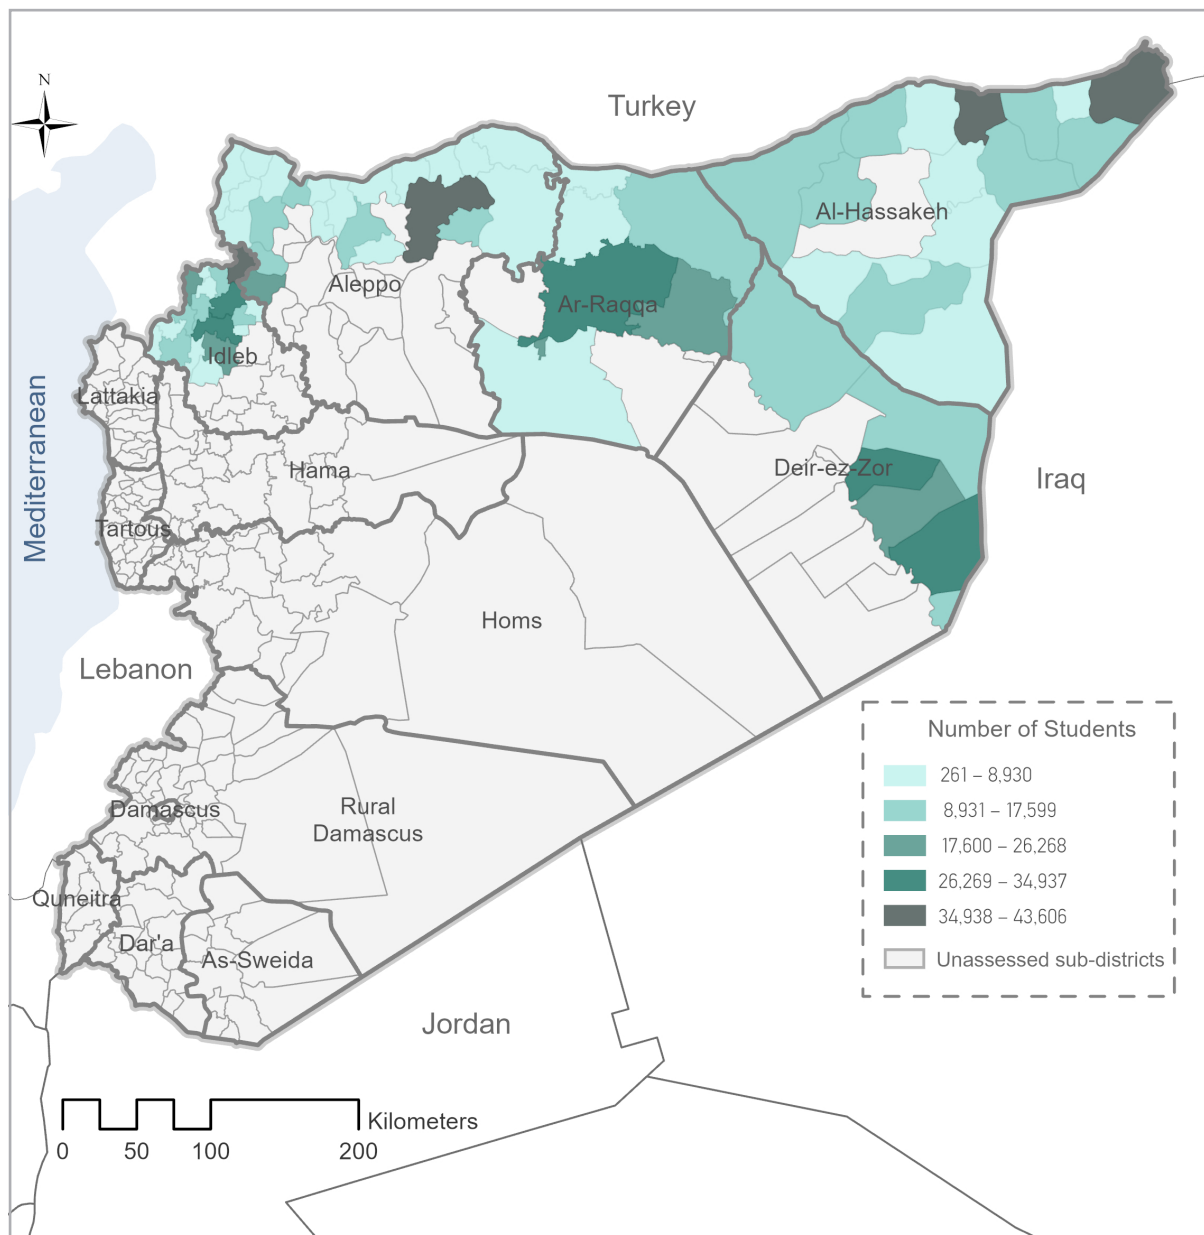 N
Turkey
Al-Hassakeh
Aleppo
Ar-Raqqa
Idleb
Lattakia
Mediterranean
Hama
Deir-ez-Zor
Iraq
Tartous
Homs
Lebanon
Number of Students
261 – 8,930
8,931 – 17,599
17,600 – 26,268
26,269 – 34,937
34,938 – 43,606
Unassessed sub-districts
Damascus
Rural
Damascus
Quneitra
Dar'a
As-Sweida
Jordan
Kilometers
0 50 100 200